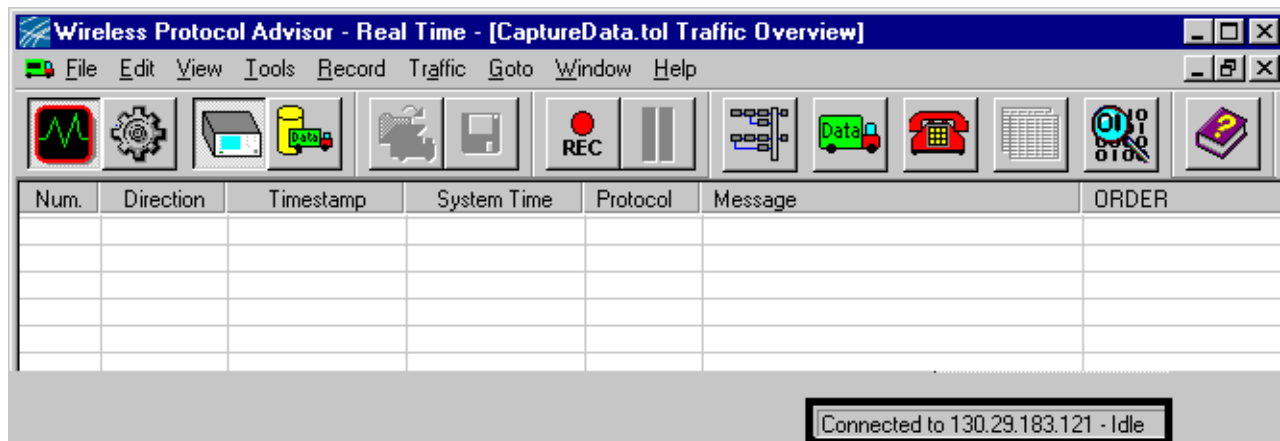 Wireless Protocol Advisor - Real Time - [CaptureData.tol Traffic Overview]
File Edit View Tools Record Traffic Goto Window Help
Data
REC
Data
Num. Direction Timestamp System Time Protocol Message ORDER
Connected to 130.29.183.121 - Idle